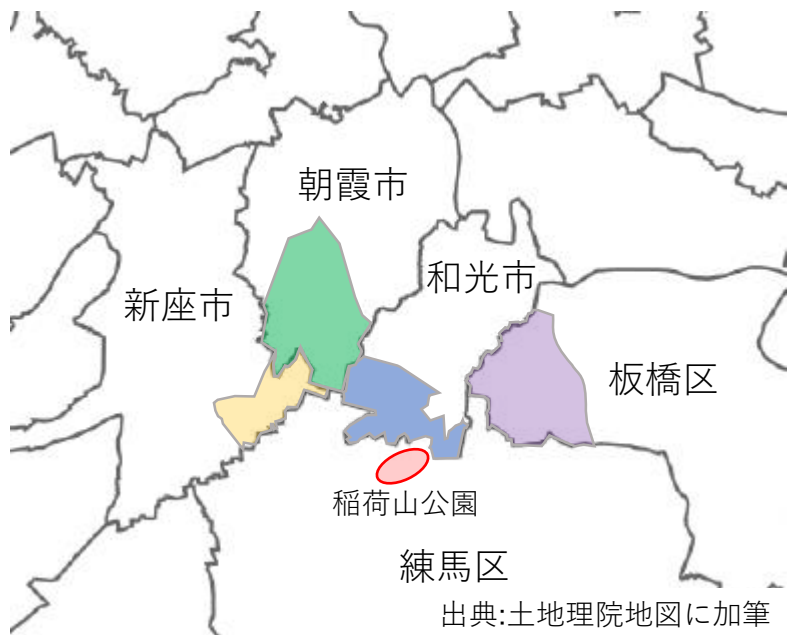 朝霞市
和光市
新座市
板橋区
稲荷山公園
練馬区
出典:土地理院地図に加筆